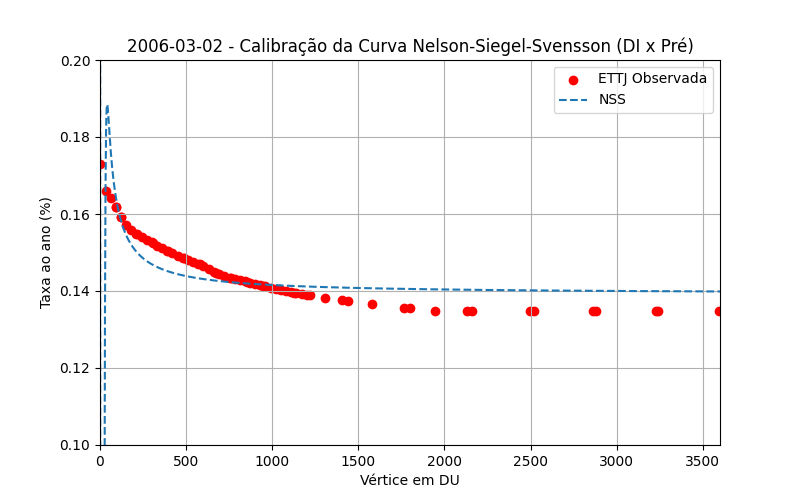 2006-03-02 - Calibração da Curva Nelson-Siegel-Svensson (DI x Pré)
ETTJ Observada
NSS
Taxa ao ano (%)
0.20
0.18
0.16
0.14
0.12
0.10
0
500
1000
1500
2000
2500
3000
3500
Vértice em DU